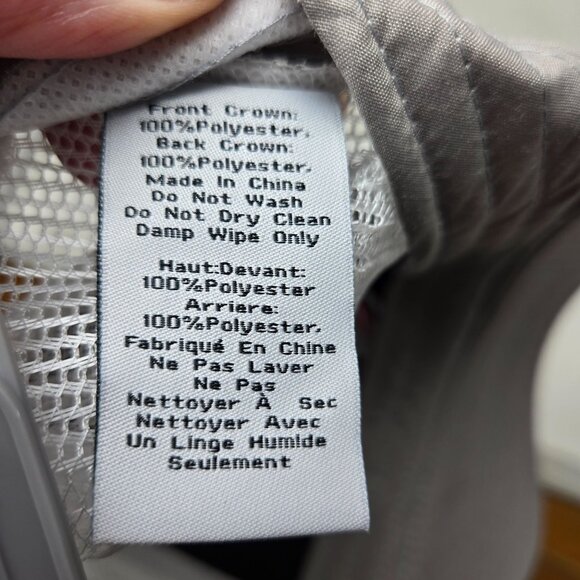 Front Crown:
100%Polyester.
Back Crown:
100%Polyester.
Made In China
Do Not Wash
Do Not Dry Clean
Damp Wipe Only
Haut:Devant:
100%Polyester
Arriere:
100%Polyester.
Fabriqué En Chine
Ne Pas Laver
Ne Pas
Nettoyer À Sec
Nettoyer Avec
Un Linge Humide
Seulement